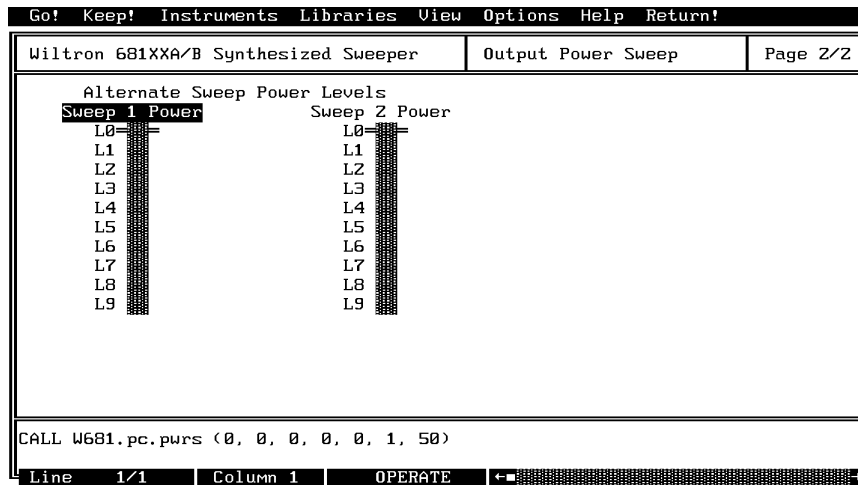 Go! Keep! Instruments Libraries View Options Help Return!
Wiltron 681XXA/B Synthesized Sweeper Output Power Sweep Page 2/2
Alternate Sweep Power Levels
Sweep 1 Power Sweep 2 Power
L0 L0
L1 L1
L2 L2
L3 L3
L4 L4
L5 L5
L6 L6
L7 L7
L8 L8
L9 L9
CALL W681.pc.pwrs (0, 0, 0, 0, 0, 1, 50)
Line 1/1 Column 1 OPERATE ←